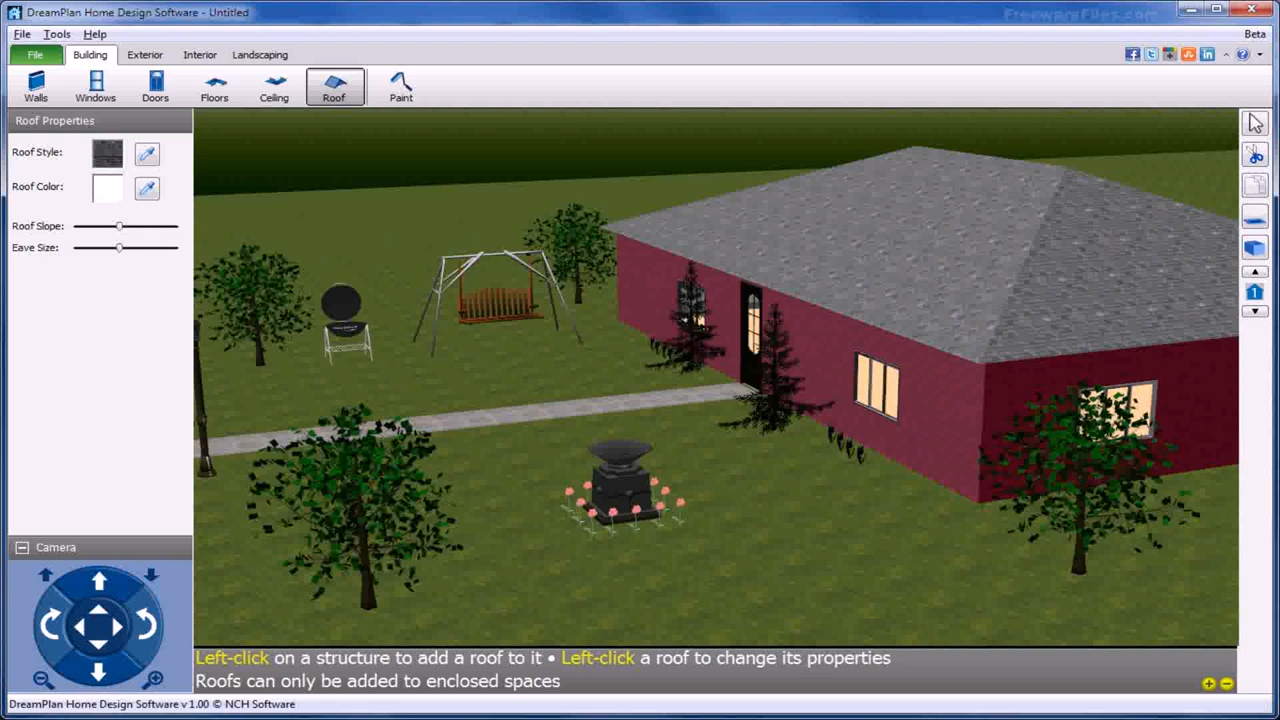 DreamPlan Home Design Software - Untitled
FreewareFiles.com
File Tools Help Beta
File Building Exterior Interior Landscaping
Walls Windows Doors Floors Ceiling Roof Paint
Roof Properties
Roof Style:
Roof Color:
Roof Slope:
Eave Size:
1
Camera
Left-click on a structure to add a roof to it • Left-click a roof to change its properties
Roofs can only be added to enclosed spaces
DreamPlan Home Design Software v 1.00 © NCH Software